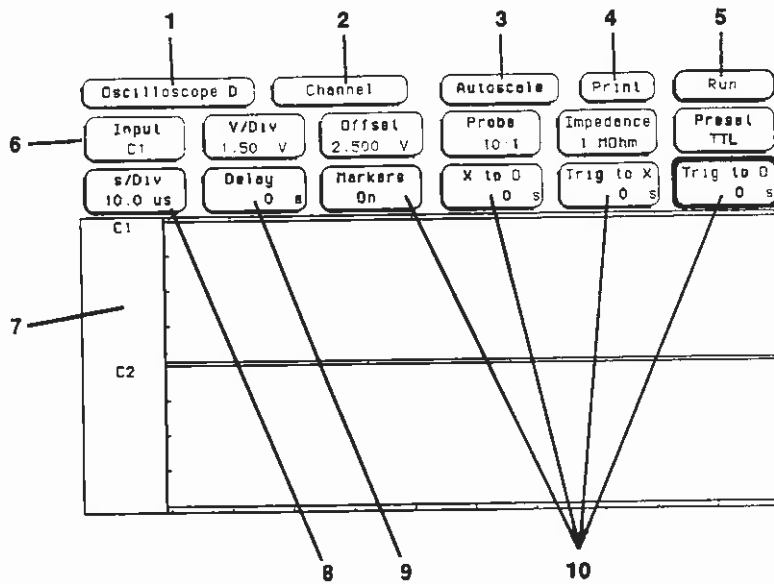 1 2 3 4 5
Oscilloscope D Channel Autoscale Print Run
6
Input V/Div Offset Probe Impedance Preset
C1 1.50 V 2.500 V 10:1 1 MOhm TTL
s/Div Delay Markers X to O Trig to X Trig to O
10.0 us 0 s On 0 s 0 s 0 s
C1
7
C2
8 9 10